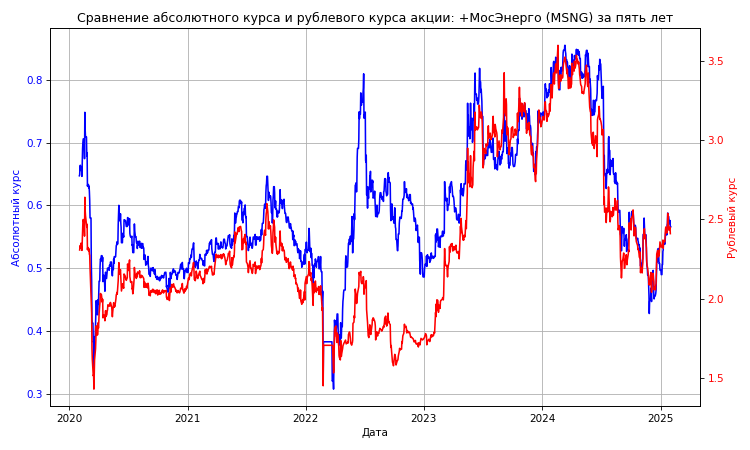 Сравнение абсолютного курса и рублевого курса акции: +МосЭнерго (MSNG) за пять лет
0.8
0.7
0.6
0.5
0.4
0.3
Абсолютный курс
3.5
3.0
2.5
2.0
1.5
Рублевый курс
2020 2021 2022 2023 2024 2025
Дата